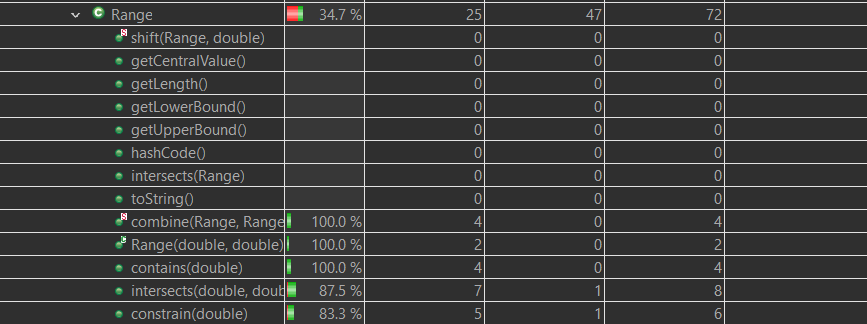 Range 34.7 % 25 47 72
shift(Range, double) 0 0 0
getCentralValue() 0 0 0
getLength() 0 0 0
getLowerBound() 0 0 0
getUpperBound() 0 0 0
hashCode() 0 0 0
intersects(Range) 0 0 0
toString() 0 0 0
combine(Range, Range 100.0 % 4 0 4
Range(double, double) 100.0 % 2 0 2
contains(double) 100.0 % 4 0 4
intersects(double, doub 87.5 % 7 1 8
constrain(double) 83.3 % 5 1 6